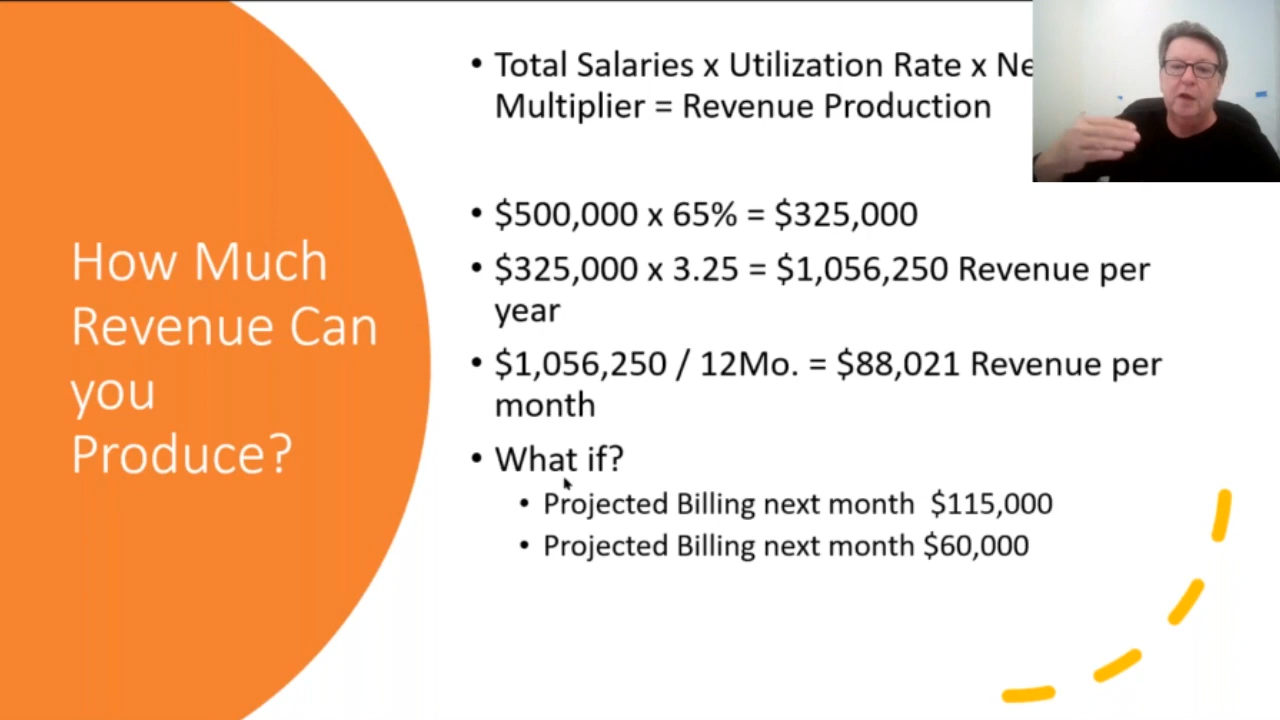 How Much
Revenue Can
you
Produce?
• Total Salaries x Utilization Rate x
Multiplier = Revenue Production
• $500,000 x 65% = $325,000
• $325,000 x 3.25 = $1,056,250 Revenue per
year
• $1,056,250 / 12Mo. = $88,021 Revenue per
month
• What if?
• Projected Billing next month $115,000
• Projected Billing next month $60,000